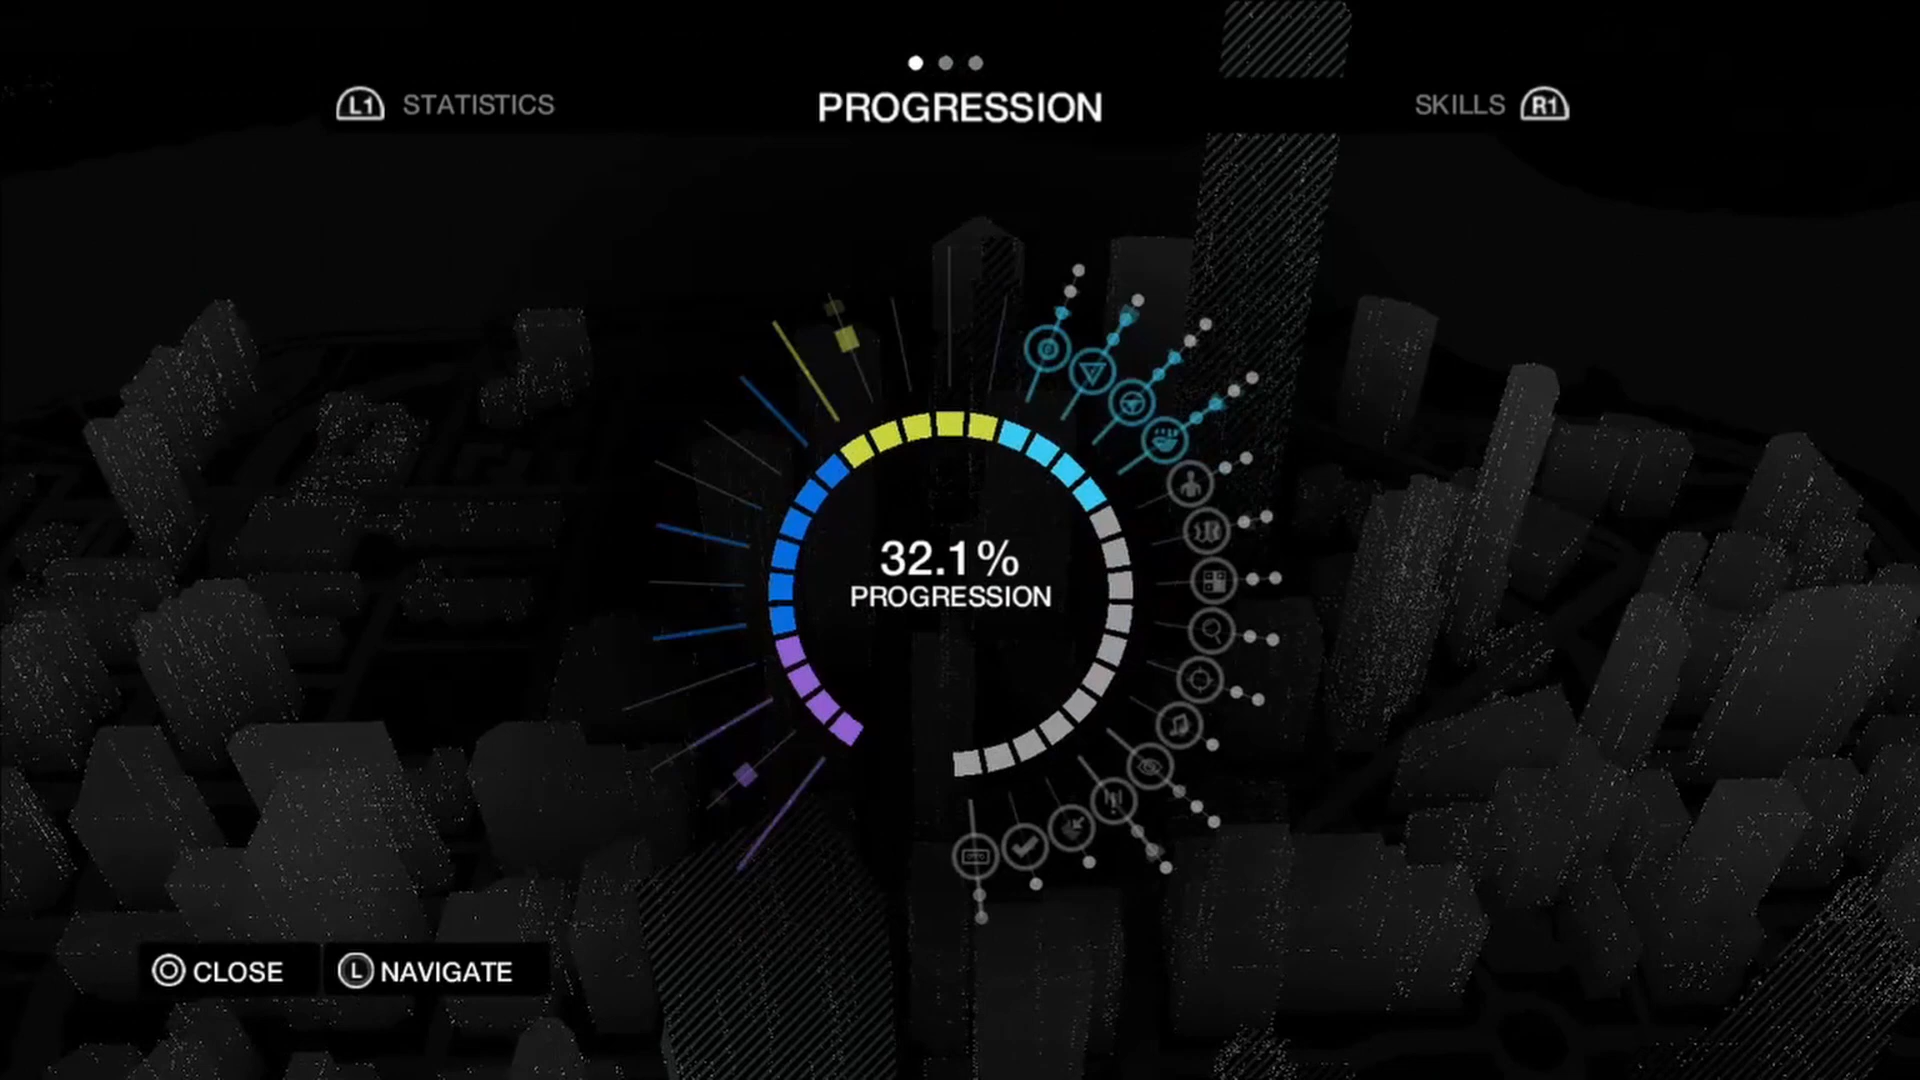 L1 STATISTICS
PROGRESSION
SKILLS R1
32.1%
PROGRESSION
CLOSE
L NAVIGATE